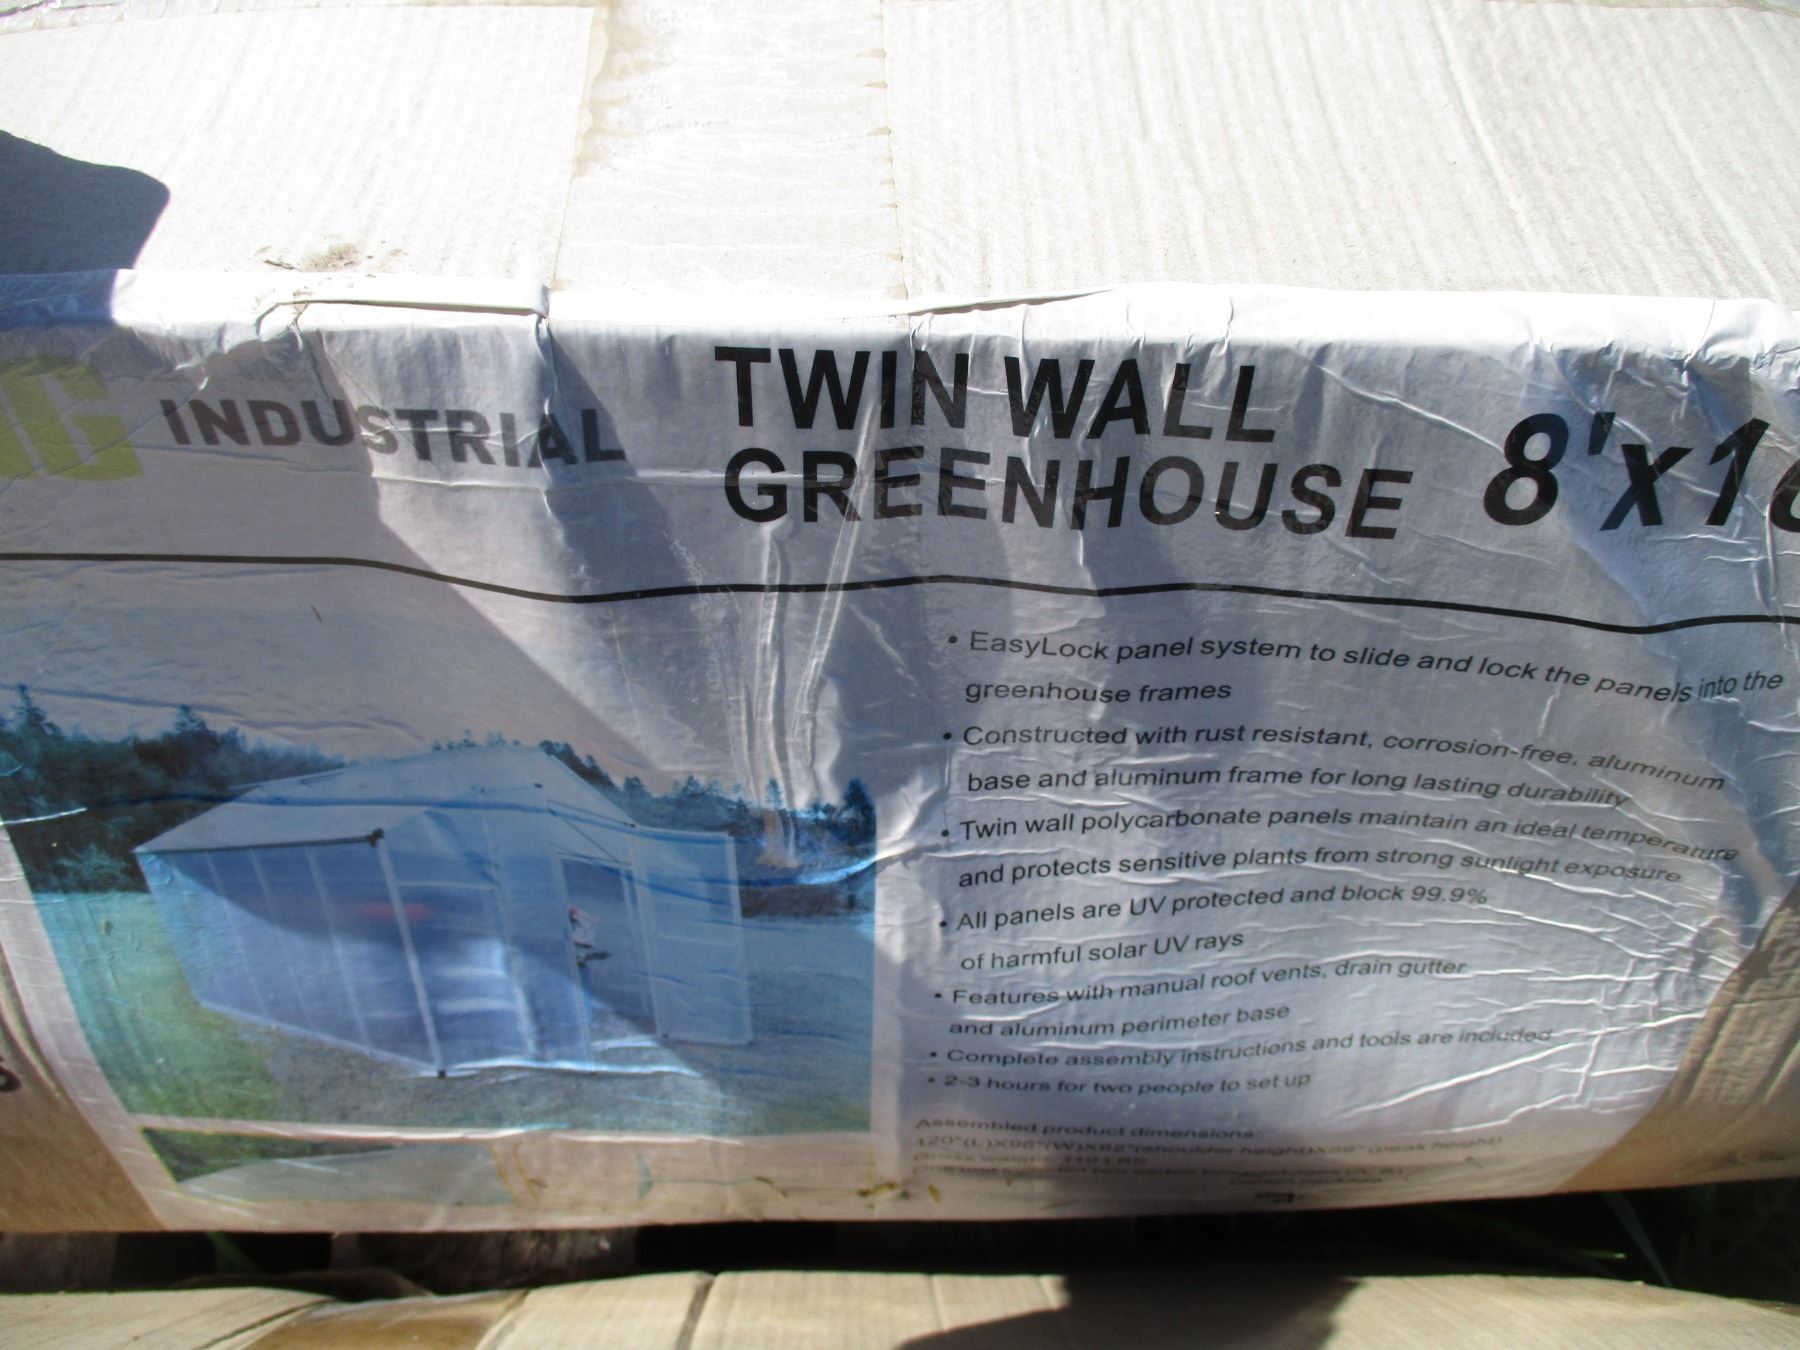 G INDUSTRIAL
TWIN WALL
GREENHOUSE
8'x1
• EasyLock panel system to slide and lock the panels into the
greenhouse frames
• Constructed with rust resistant, corrosion-free, aluminum
base and aluminum frame for long lasting durability
• Twin wall polycarbonate panels maintain an ideal temperature
and protects sensitive plants from strong sunlight exposure
• All panels are UV protected and block 99.9%
of harmful solar UV rays
• Features with manual roof vents, drain gutter
and aluminum perimeter base
• Complete assembly instructions and tools are included
• 2-3 hours for two people to set up
Assembled product dimensions: